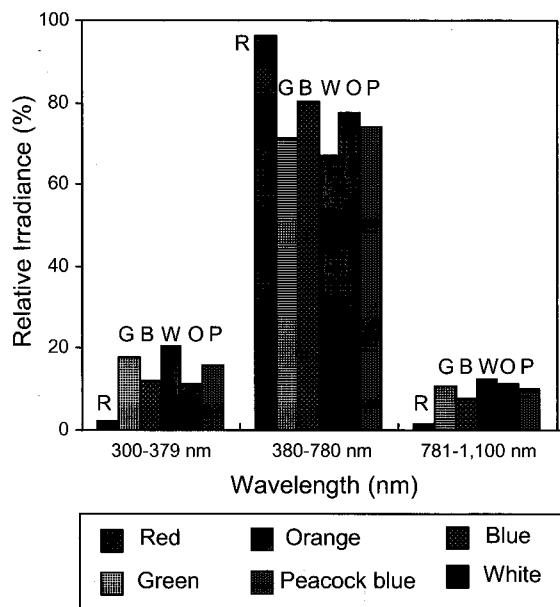 Relative Irradiance (%)
100
80
60
40
20
0
R
G B W O P
R
G B W O P
R
G B W O P
300-379 nm
380-780 nm
781-1,100 nm
Wavelength (nm)
Red
Orange
Blue
Green
Peacock blue
White